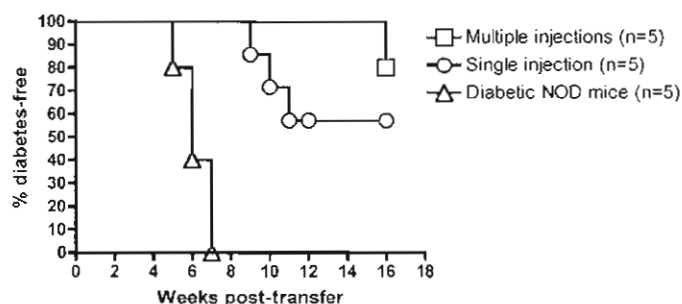 100
90
80
70
60
50
40
30
20
10
0
% diabetes-free
0 2 4 6 8 10 12 14 16 18
Weeks post-transfer
Multiple injections (n=5)
Single injection (n=5)
Diabetic NOD mice (n=5)